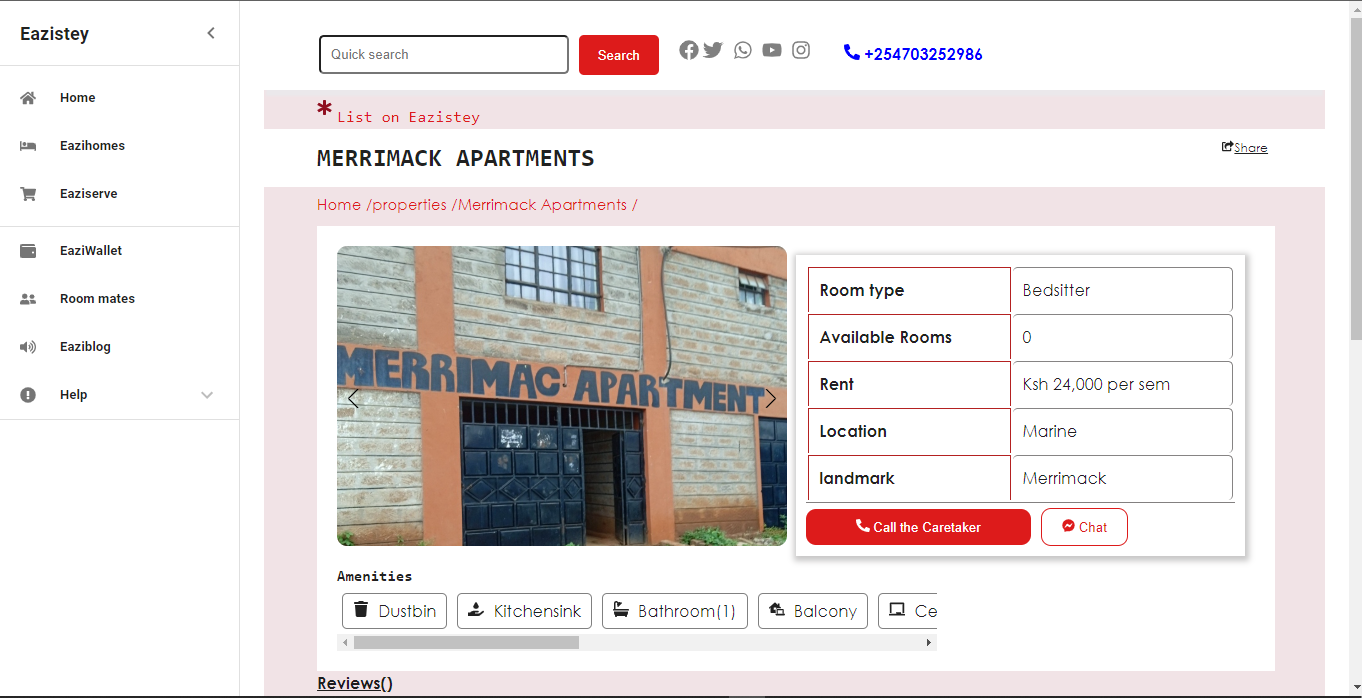 Eazistey
Home
Eazihomes
Eaziserve
EaziWallet
Room mates
Eaziblog
Help
Quick search
Search
+254703252986
* List on Eazistey
MERRIMACK APARTMENTS
Share
Home /properties /Merrimack Apartments /
MERRIMAC APARTMENT
Room type Bedsitter
Available Rooms 0
Rent Ksh 24,000 per sem
Location Marine
landmark Merrimack
Call the Caretaker Chat
Amenities
Dustbin Kitchensink Bathroom(1) Balcony Ce
Reviews()